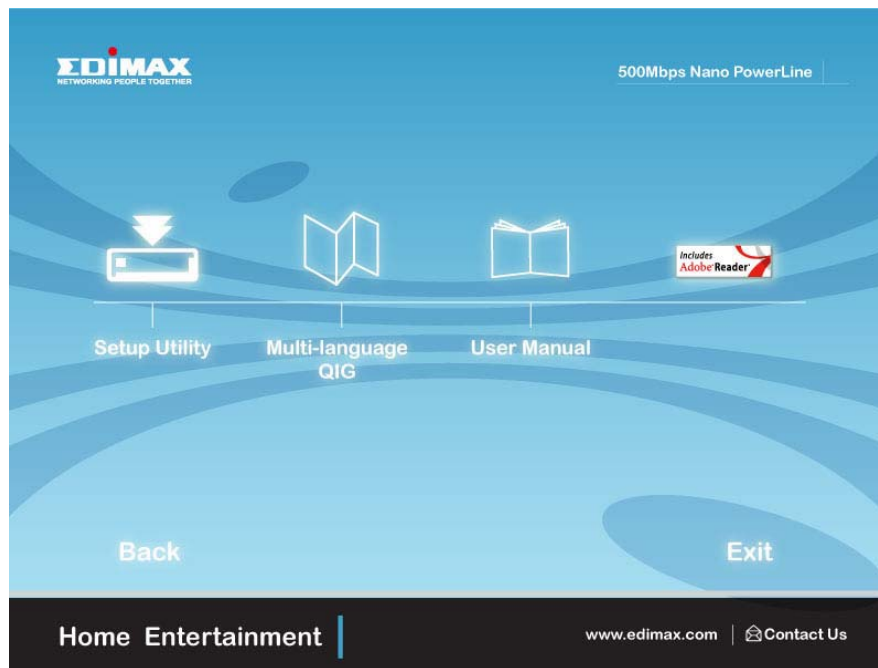 EDIMAX
NETWORKING PEOPLE TOGETHER
500Mbps Nano PowerLine
Includes
Adobe Reader
Setup Utility
Multi-language
QIG
User Manual
Back
Exit
Home Entertainment
www.edimax.com
Contact Us